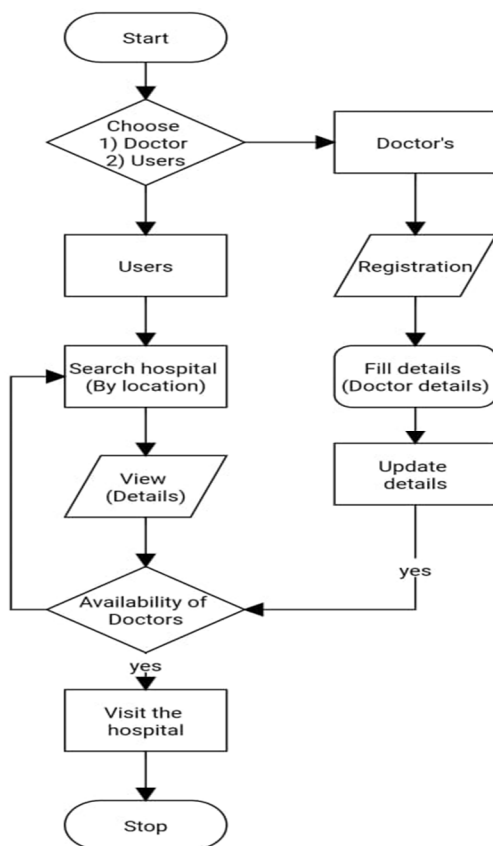 Start
Choose
1) Doctor
2) Users
Doctor's
Users
Registration
Search hospital
(By location)
Fill details
(Doctor details)
View
(Details)
Update
details
yes
Availability of
Doctors
yes
Visit the
hospital
Stop